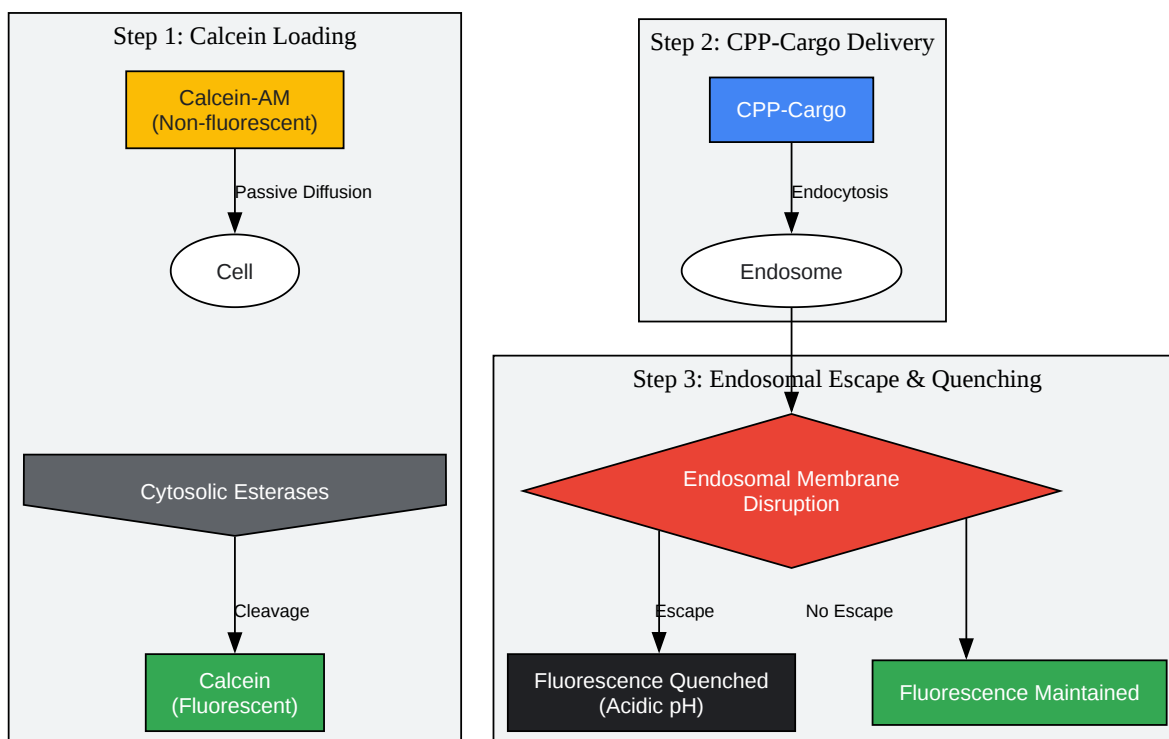 Step 1: Calcein Loading
Calcein-AM
(Non-fluorescent)
Passive Diffusion
Cell
Cytosolic Esterases
Cleavage
Calcein
(Fluorescent)
Step 2: CPP-Cargo Delivery
CPP-Cargo
Endocytosis
Endosome
Step 3: Endosomal Escape & Quenching
Endosomal Membrane
Disruption
Escape
No Escape
Fluorescence Quenched
(Acidic pH)
Fluorescence Maintained